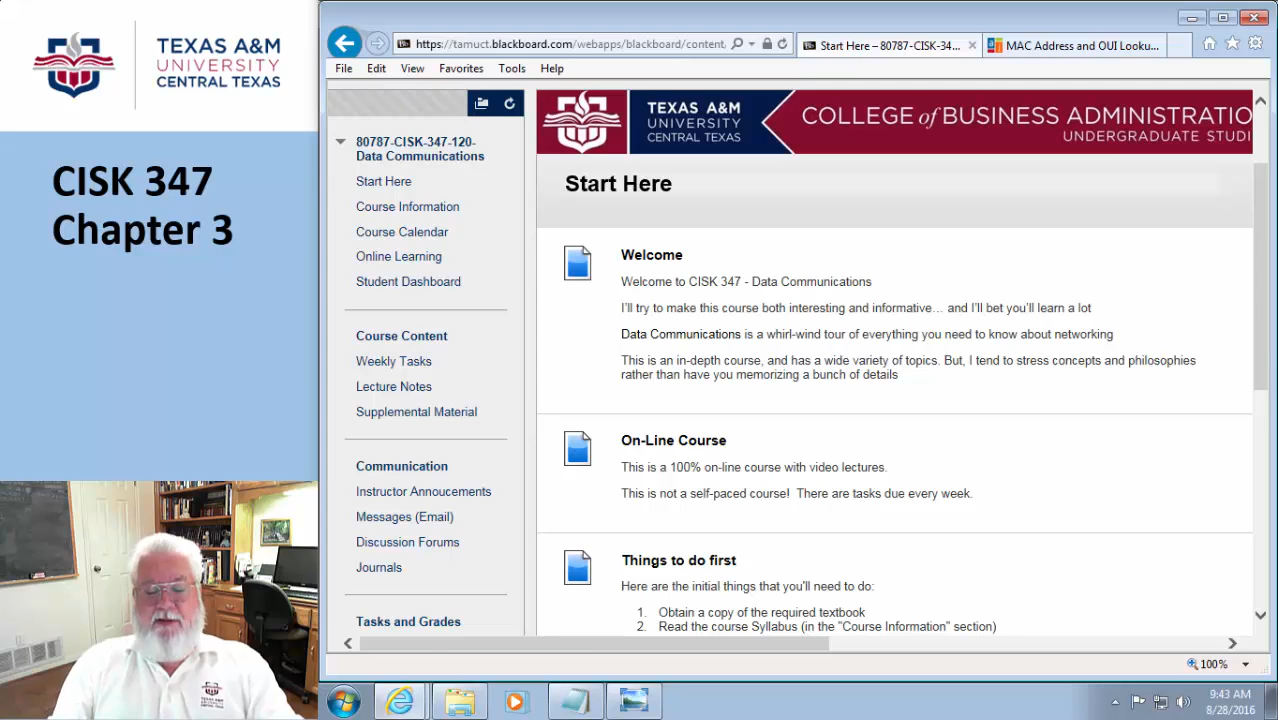 TEXAS A&M
UNIVERSITY
CENTRAL TEXAS
CISK 347
Chapter 3
https://tamuct.blackboard.com/webapps/blackboard/content,
Start Here – 80787-CISK-34...
MAC Address and OUI Looku...
File Edit View Favorites Tools Help
80787-CISK-347-120-
Data Communications
Start Here
Course Information
Course Calendar
Online Learning
Student Dashboard
Course Content
Weekly Tasks
Lecture Notes
Supplemental Material
Communication
Instructor Annoucements
Messages (Email)
Discussion Forums
Journals
Tasks and Grades
TEXAS A&M
UNIVERSITY
CENTRAL TEXAS
COLLEGE of BUSINESS ADMINISTRATIO
UNDERGRADUATE STUDI
Start Here
Welcome
Welcome to CISK 347 - Data Communications
I'll try to make this course both interesting and informative… and I'll bet you'll learn a lot
Data Communications is a whirl-wind tour of everything you need to know about networking
This is an in-depth course, and has a wide variety of topics. But, I tend to stress concepts and philosophies
rather than have you memorizing a bunch of details
On-Line Course
This is a 100% on-line course with video lectures.
This is not a self-paced course! There are tasks due every week.
Things to do first
Here are the initial things that you'll need to do:
1. Obtain a copy of the required textbook
2. Read the course Syllabus (in the "Course Information" section)
100%
9:43 AM
8/28/2016